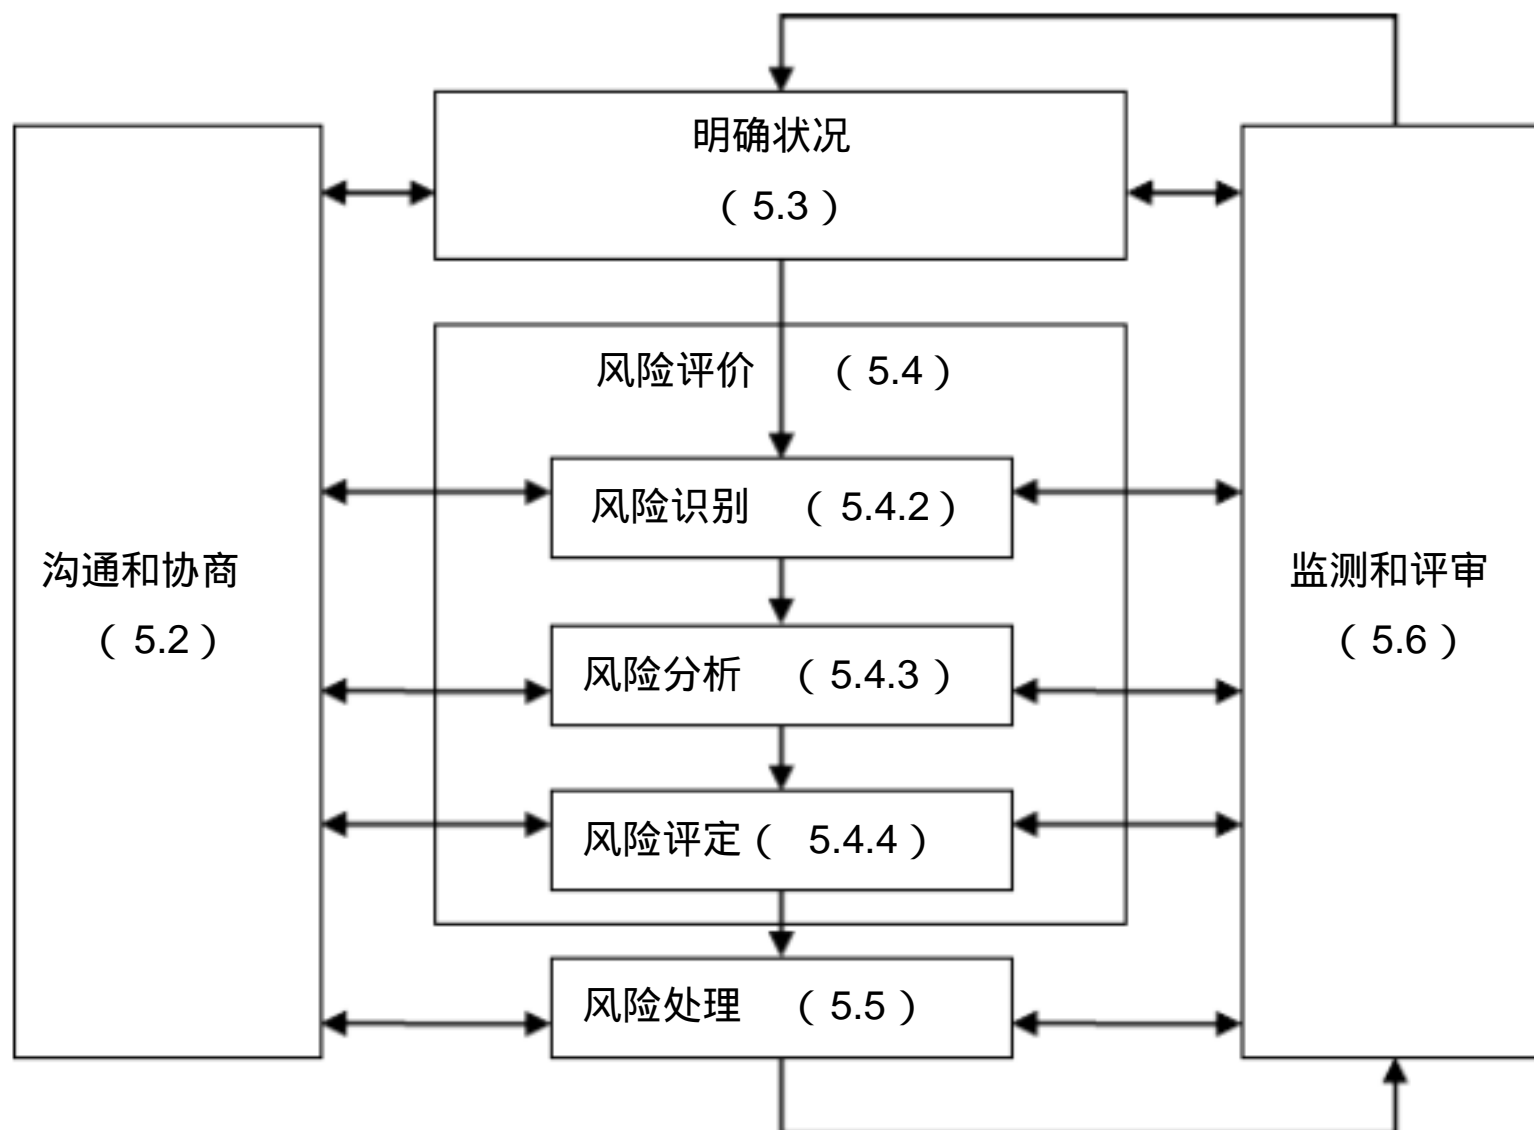 明确状况
（5.3）
风险评价 （5.4）
风险识别 （5.4.2）
沟通和协商
（5.2）
监测和评审
（5.6）
风险分析 （5.4.3）
风险评定（ 5.4.4）
风险处理 （5.5）